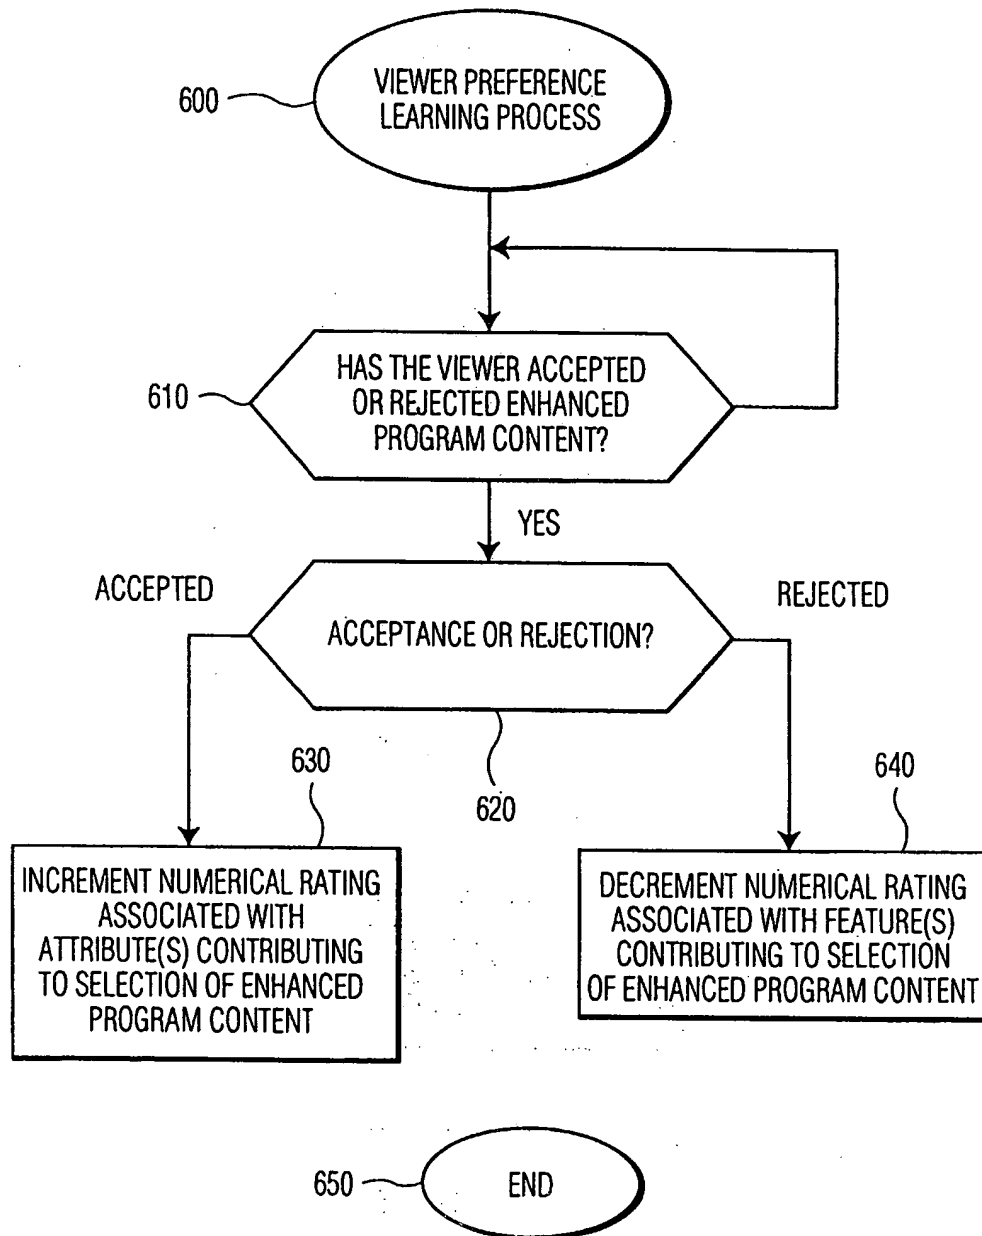 VIEWER PREFERENCE
LEARNING PROCESS
600
HAS THE VIEWER ACCEPTED
OR REJECTED ENHANCED
PROGRAM CONTENT?
610
YES
ACCEPTED
REJECTED
ACCEPTANCE OR REJECTION?
620
630
640
INCREMENT NUMERICAL RATING
ASSOCIATED WITH
ATTRIBUTE(S) CONTRIBUTING
TO SELECTION OF ENHANCED
PROGRAM CONTENT
DECREMENT NUMERICAL RATING
ASSOCIATED WITH FEATURE(S)
CONTRIBUTING TO SELECTION
OF ENHANCED PROGRAM CONTENT
650
END